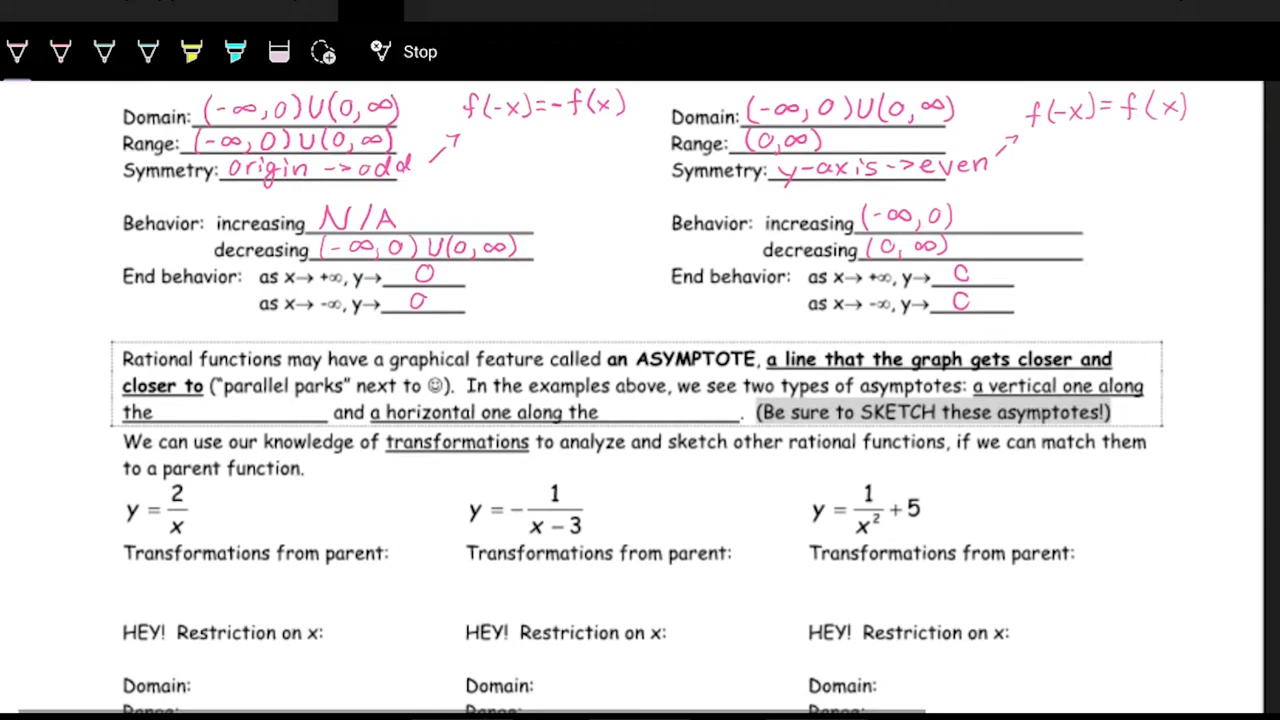 Stop
Domain: (-∞, 0) U (0, ∞) f(-x) = -f(x)
Range: (-∞, 0) U (0, ∞)
Symmetry: origin -> odd
Behavior: increasing N/A
decreasing (-∞, 0) U (0, ∞)
End behavior: as x→ +∞, y→ 0
as x→ -∞, y→ 0
Domain: (-∞, 0) U (0, ∞) f(-x) = f(x)
Range: (0, ∞)
Symmetry: y-axis -> even
Behavior: increasing (-∞, 0)
decreasing (0, ∞)
End behavior: as x→ +∞, y→ 0
as x→ -∞, y→ 0
Rational functions may have a graphical feature called an ASYMPTOTE, a line that the graph gets closer and
closer to ("parallel parks" next to ☺). In the examples above, we see two types of asymptotes: a vertical one along
the ____________ and a horizontal one along the ____________. (Be sure to SKETCH these asymptotes!)
We can use our knowledge of transformations to analyze and sketch other rational functions, if we can match them
to a parent function.
y = 2/x
Transformations from parent:
HEY! Restriction on x:
Domain:
Range:
y = - 1/(x - 3)
Transformations from parent:
HEY! Restriction on x:
Domain:
y = 1/x² + 5
Transformations from parent:
HEY! Restriction on x:
Domain: